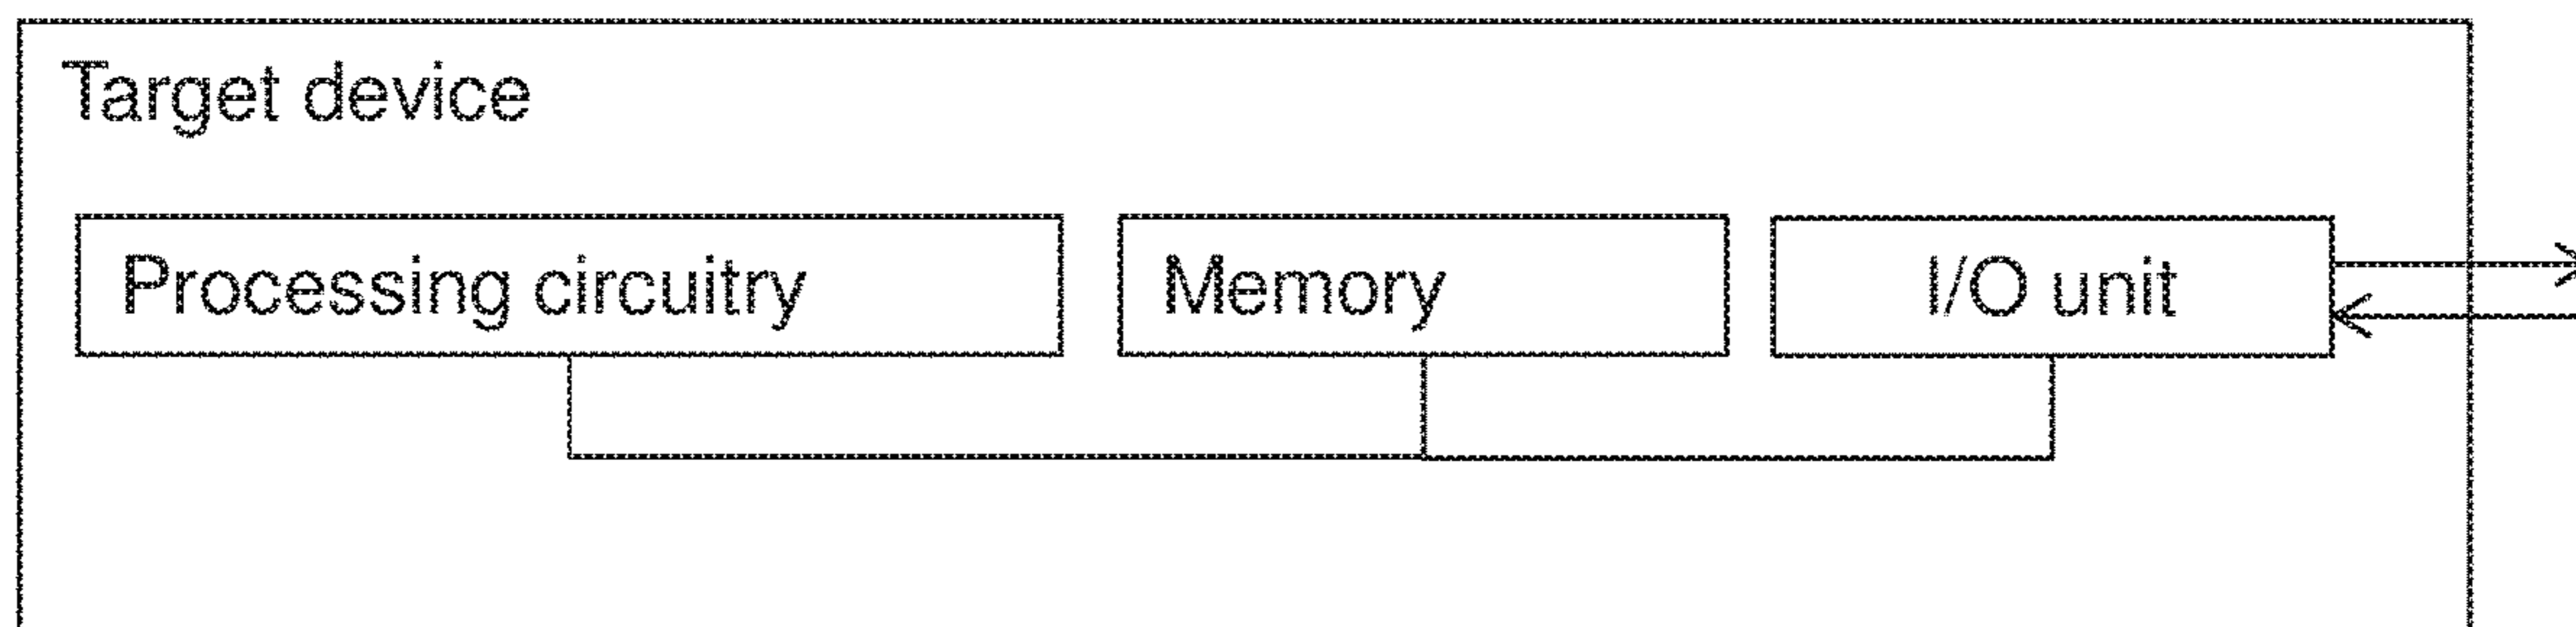 Target device
Processing circuitry
Memory
I/O unit